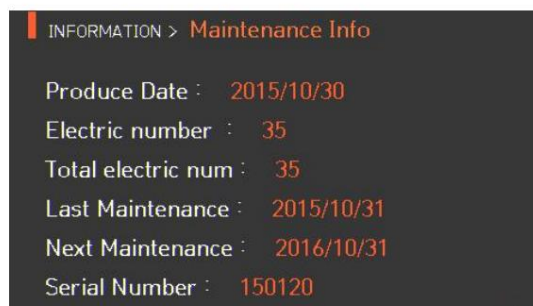 INFORMATION > Maintenance Info
Produce Date : 2015/10/30
Electric number : 35
Total electric num : 35
Last Maintenance : 2015/10/31
Next Maintenance : 2016/10/31
Serial Number : 150120